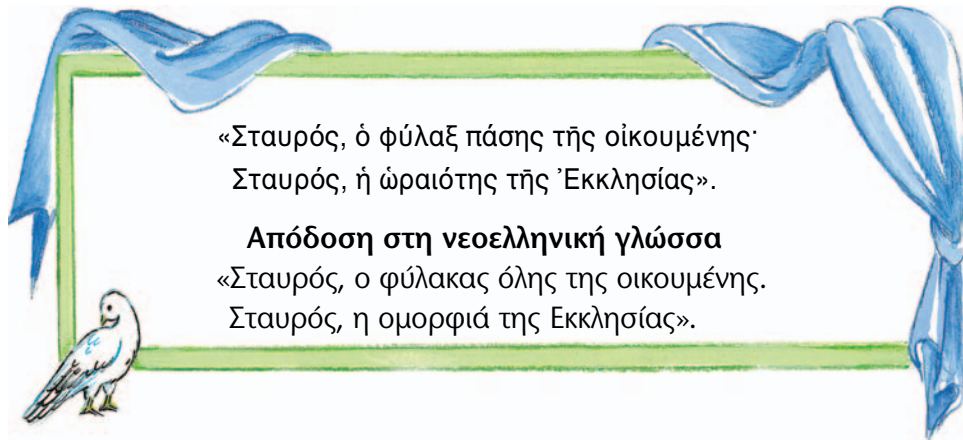 «Σταυρός, ὁ φύλαξ πάσης τῆς οἰκουμένης·
Σταυρός, ἡ ὡραιότης τῆς Ἐκκλησίας».
Απόδοση στη νεοελληνική γλώσσα
«Σταυρός, ο φύλακας όλης της οικουμένης.
Σταυρός, η ομορφιά της Εκκλησίας».